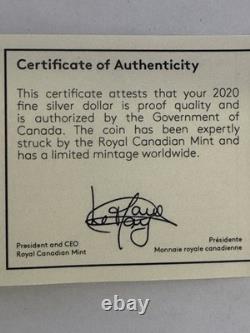 Certificate of Authenticity
This certificate attests that your 2020
fine silver dollar is proof quality and
is authorized by the Government of
Canada. The coin has been expertly
struck by the Royal Canadian Mint and
has a limited mintage worldwide.
President and CEO
Royal Canadian Mint
Présidente
Monnaie royale canadienne